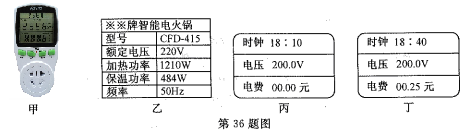 ※※牌智能电火锅
型号 CFD-415
额定电压 220V
加热功率 1210W
保温功率 484W
频率 50Hz
时钟 18：10
电压 200.0V
电费 00.00 元
时钟 18：40
电压 200.0V
电费 00.25 元
甲 乙 丙 丁
第 36 题图